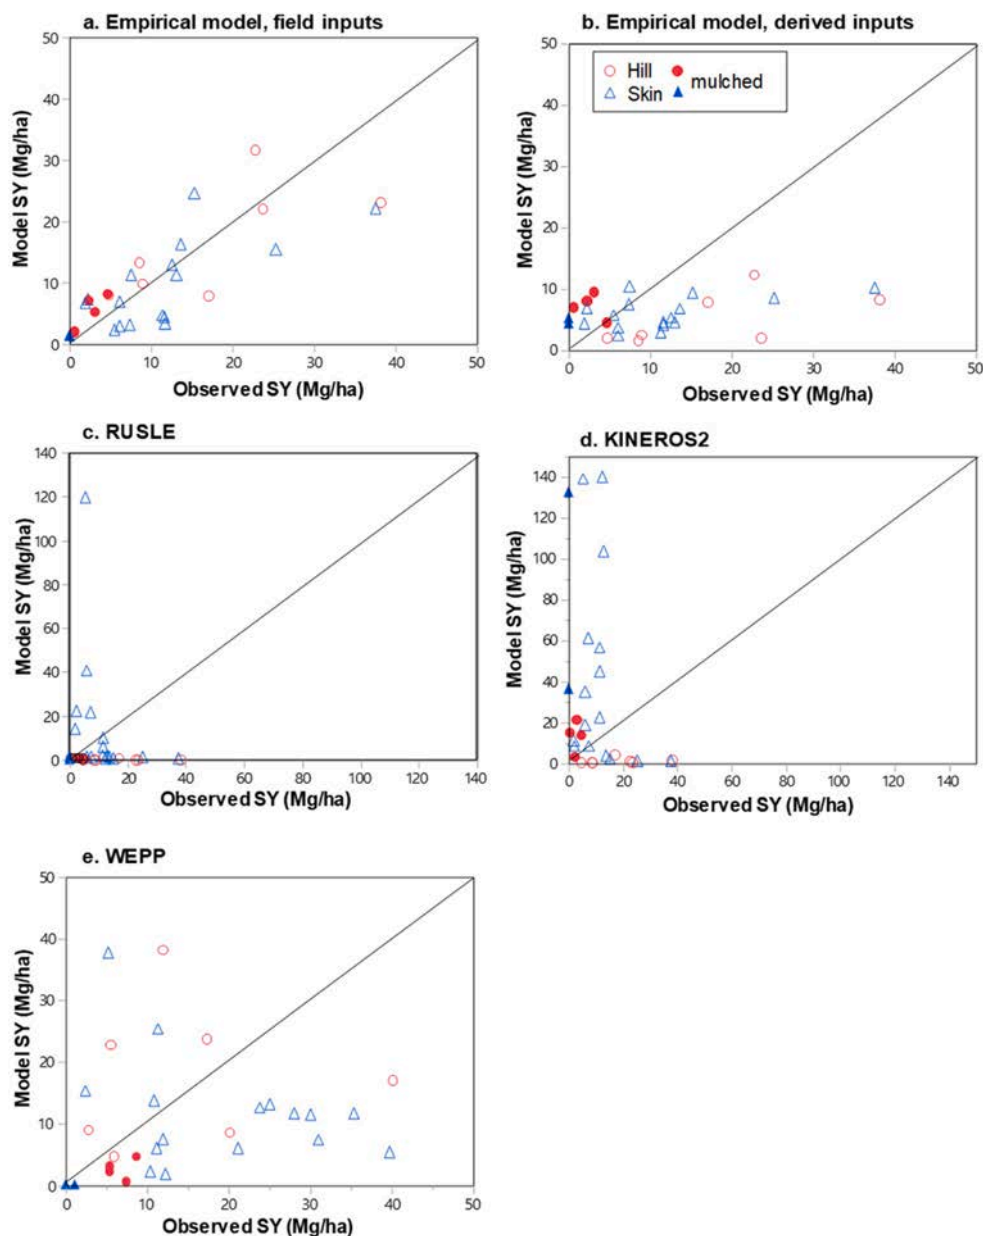 a. Empirical model, field inputs
50
40
30
20
10
0
Model SY (Mg/ha)
0 10 20 30 40 50
Observed SY (Mg/ha)
b. Empirical model, derived inputs
50
40
30
20
10
0
Model SY (Mg/ha)
Hill
Skin
mulched
0 10 20 30 40 50
Observed SY (Mg/ha)
c. RUSLE
140
120
100
80
60
40
20
0
Model SY (Mg/ha)
0 20 40 60 80 100 120 140
Observed SY (Mg/ha)
d. KINEROS2
140
120
100
80
60
40
20
0
Model SY (Mg/ha)
0 20 40 60 80 100 120 140
Observed SY (Mg/ha)
e. WEPP
50
40
30
20
10
0
Model SY (Mg/ha)
0 10 20 30 40 50
Observed SY (Mg/ha)